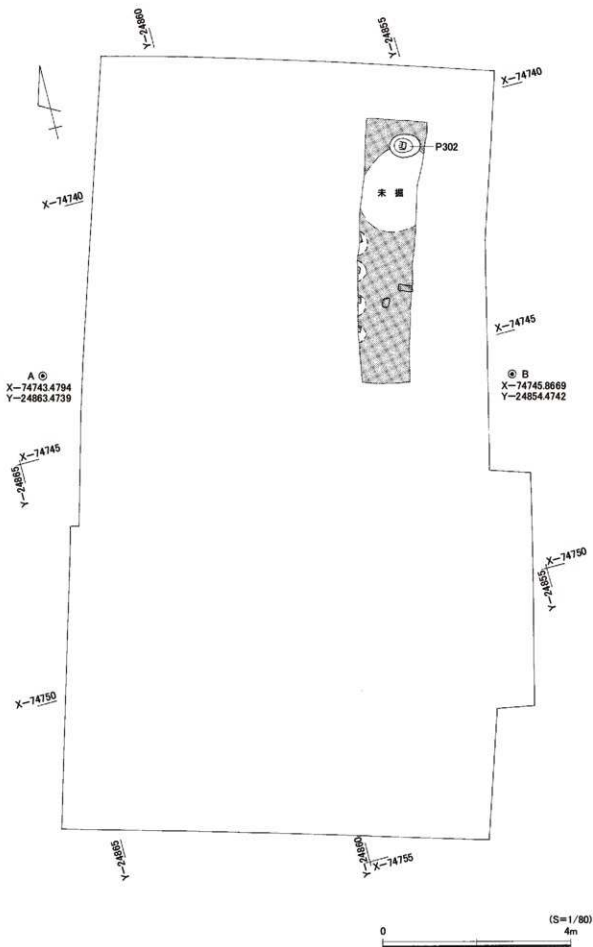 Y-24860
Y-24855
X-74740
P302
未 掘
X-74740
X-74745
A
X-74743.4794
Y-24863.4739
B
X-74745.8669
Y-24854.4742
X-74745
Y-24865
X-74750
Y-24855
X-74750
Y-24865
Y-24860
X-74755
(S=1/80)
0 4m